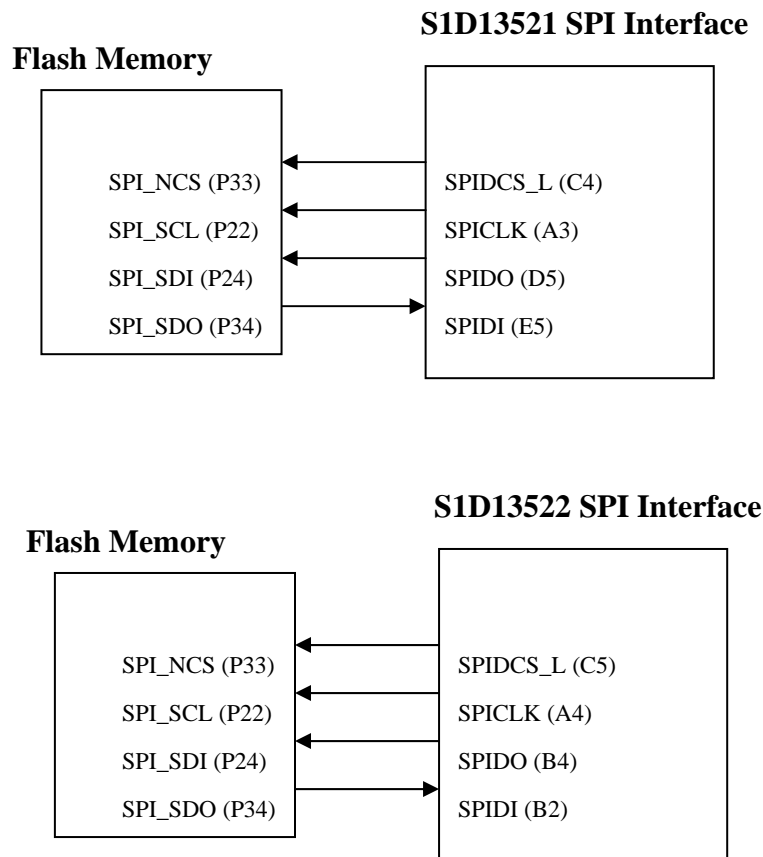 S1D13521 SPI Interface
Flash Memory
SPI_NCS (P33)
SPIDCS_L (C4)
SPI_SCL (P22)
SPICLK (A3)
SPI_SDI (P24)
SPIDO (D5)
SPI_SDO (P34)
SPIDI (E5)
S1D13522 SPI Interface
Flash Memory
SPI_NCS (P33)
SPIDCS_L (C5)
SPI_SCL (P22)
SPICLK (A4)
SPI_SDI (P24)
SPIDO (B4)
SPI_SDO (P34)
SPIDI (B2)